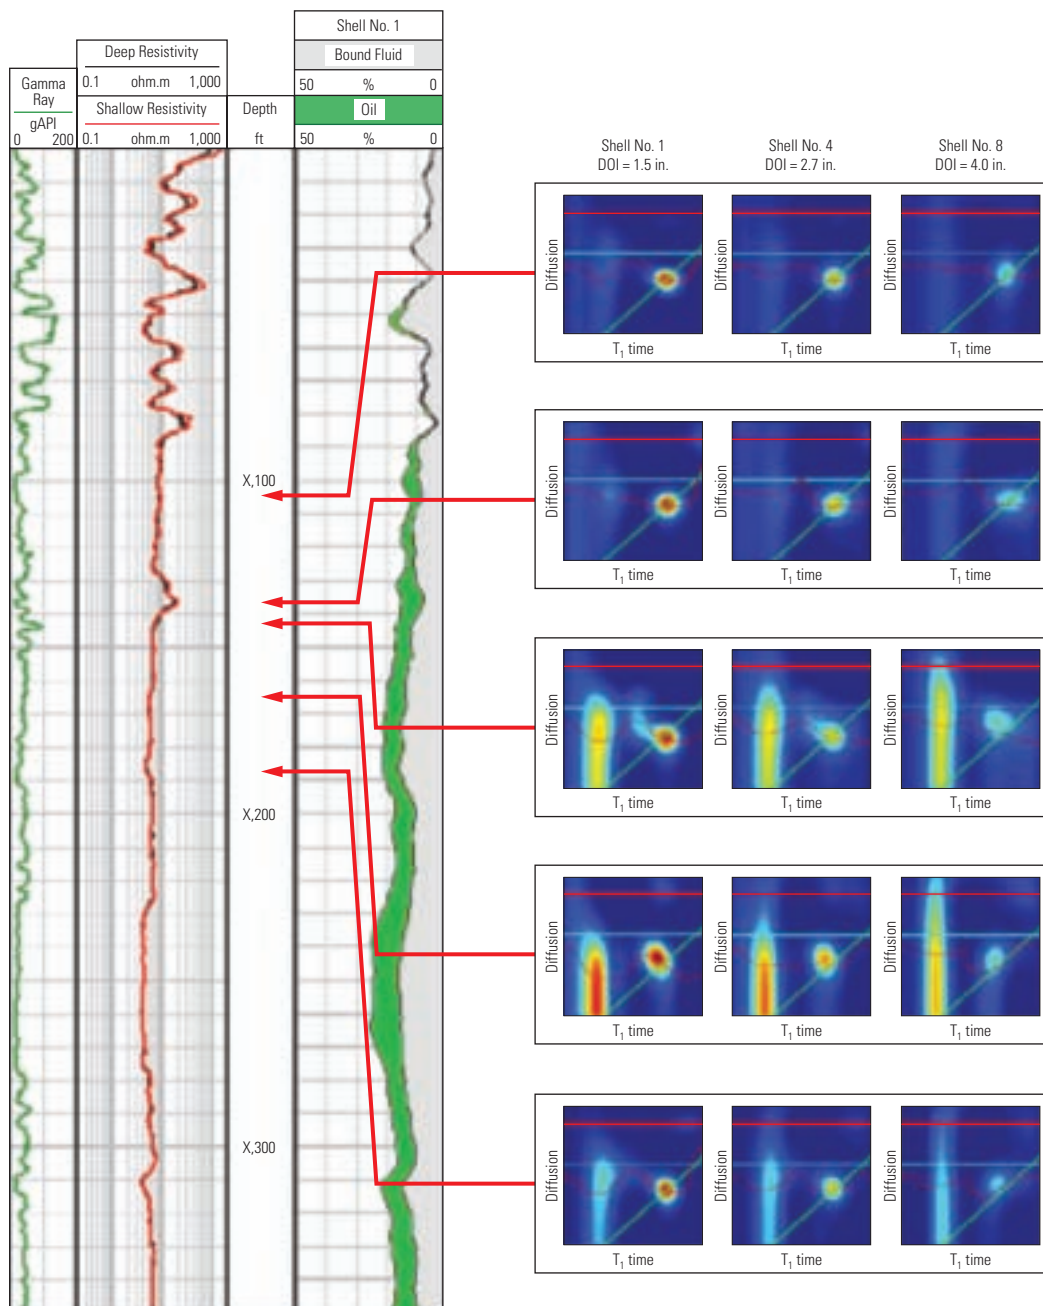 Shell No. 1
Deep Resistivity
Bound Fluid
0.1 ohm.m 1,000
50 % 0
Gamma
Ray
Shallow Resistivity
Depth
Oil
gAPI
0 200
0.1 ohm.m 1,000
ft
50 % 0
X,100
X,200
X,300
Shell No. 1
DOI = 1.5 in.
Shell No. 4
DOI = 2.7 in.
Shell No. 8
DOI = 4.0 in.
Diffusion
Diffusion
Diffusion
T1 time
T1 time
T1 time
Diffusion
Diffusion
Diffusion
T1 time
T1 time
T1 time
Diffusion
Diffusion
Diffusion
T1 time
T1 time
T1 time
Diffusion
Diffusion
Diffusion
T1 time
T1 time
T1 time
Diffusion
Diffusion
Diffusion
T1 time
T1 time
T1 time